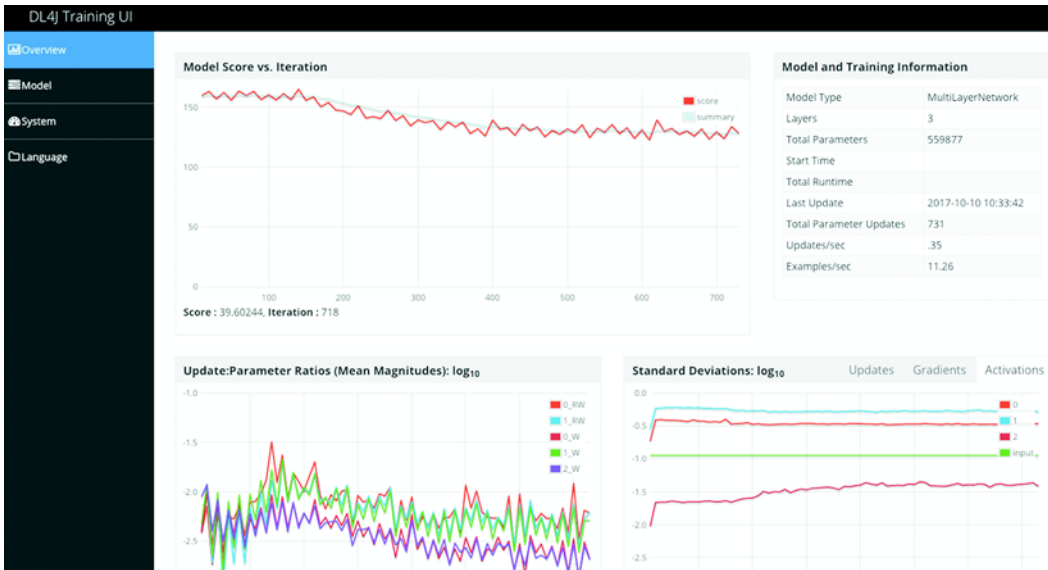 DL4J Training UI
Overview
Model
System
Language
Model Score vs. Iteration
score
summary
150
100
50
0
100 200 300 400 500 600 700
Score : 39.60244, Iteration : 718
Model and Training Information
Model Type MultiLayerNetwork
Layers 3
Total Parameters 559877
Start Time
Total Runtime
Last Update 2017-10-10 10:33:42
Total Parameter Updates 731
Updates/sec .35
Examples/sec 11.26
Update:Parameter Ratios (Mean Magnitudes): log10
-1.0
-1.5
-2.0
-2.5
0_RW
1_RW
0_W
1_W
2_W
Standard Deviations: log10 Updates Gradients Activations
0.0
-0.5
-1.0
-1.5
-2.0
-2.5
0
1
2
input